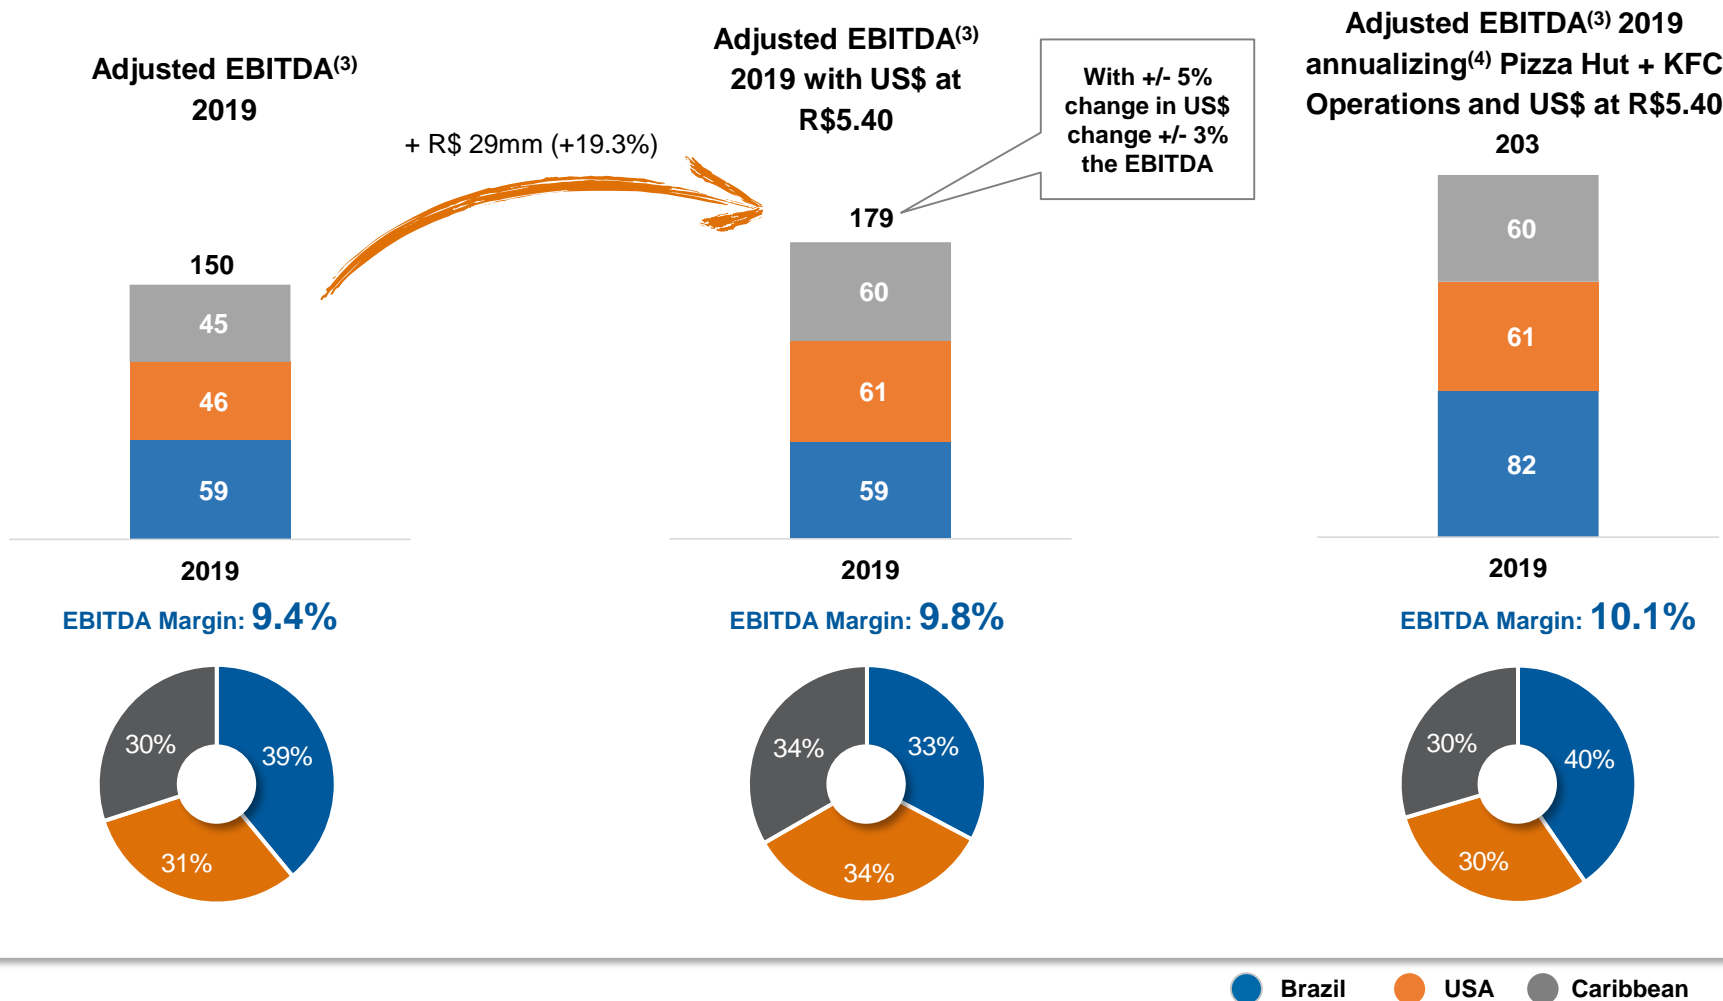 Adjusted EBITDA(3)
2019
150
45
46
59
2019
EBITDA Margin: 9.4%
30%
39%
31%
+ R$ 29mm (+19.3%)
Adjusted EBITDA(3)
2019 with US$ at
R$5.40
With +/- 5%
change in US$
change +/- 3%
the EBITDA
179
60
61
59
2019
EBITDA Margin: 9.8%
34%
33%
34%
Adjusted EBITDA(3) 2019
annualizing(4) Pizza Hut + KFC
Operations and US$ at R$5.40
203
60
61
82
2019
EBITDA Margin: 10.1%
30%
40%
30%
Brazil
USA
Caribbean